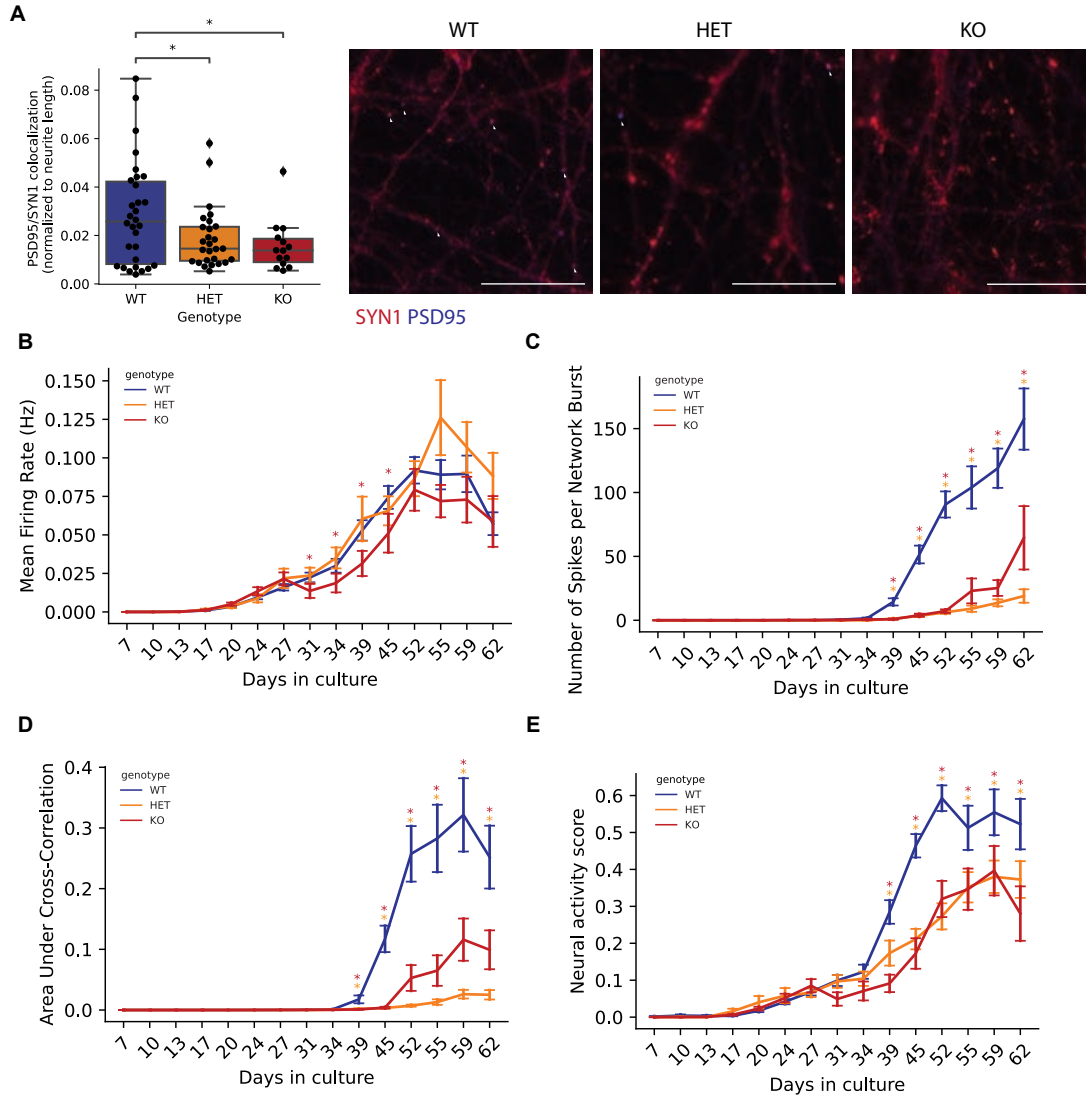 A
*
*
PSD95/SYN1 colocalization
(normalized to neurite length)
0.08
0.06
0.04
0.02
0.00
WT HET KO
Genotype
WT HET KO
SYN1 PSD95
B
Mean Firing Rate (Hz)
0.150
0.125
0.100
0.075
0.050
0.025
0.000
genotype
WT
HET
KO
* * * *
7 10 13 17 20 24 27 31 34 39 45 52 55 59 62
Days in culture
C
Number of Spikes per Network Burst
150
100
50
0
genotype
WT
HET
KO
* * * * * *
* * * * * *
7 10 13 17 20 24 27 31 34 39 45 52 55 59 62
Days in culture
D
Area Under Cross-Correlation
0.4
0.3
0.2
0.1
0.0
genotype
WT
HET
KO
* * * * * *
* * * * * *
7 10 13 17 20 24 27 31 34 39 45 52 55 59 62
Days in culture
E
Neural activity score
0.6
0.5
0.4
0.3
0.2
0.1
0.0
genotype
WT
HET
KO
* * * * * *
* * * * * *
7 10 13 17 20 24 27 31 34 39 45 52 55 59 62
Days in culture